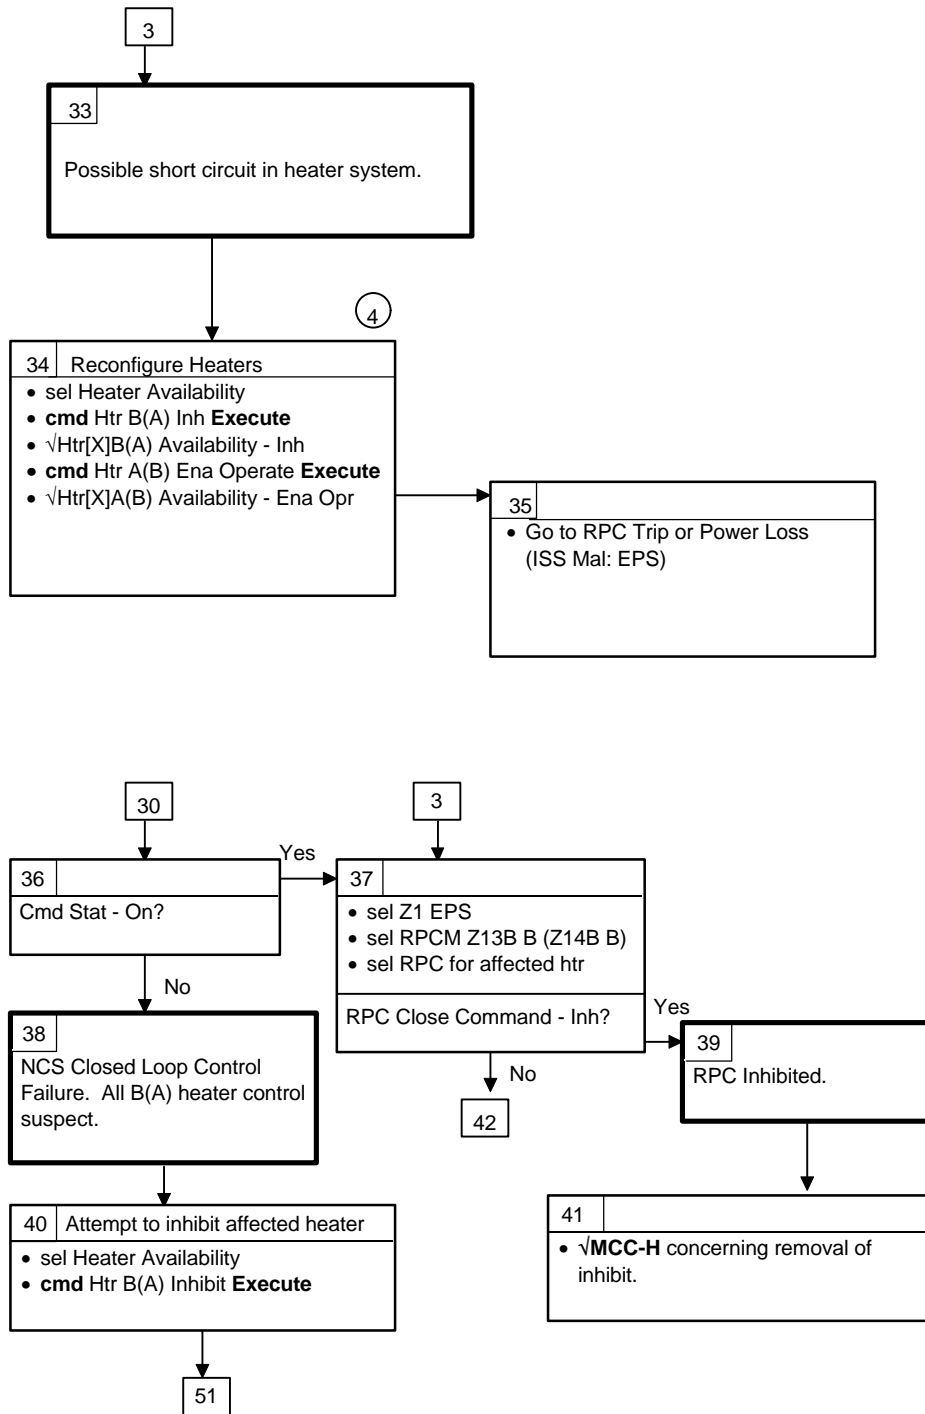 3
33
Possible short circuit in heater system.
4
34 Reconfigure Heaters
• sel Heater Availability
• cmd Htr B(A) Inh Execute
• √Htr[X]B(A) Availability - Inh
• cmd Htr A(B) Ena Operate Execute
• √Htr[X]A(B) Availability - Ena Opr
35
• Go to RPC Trip or Power Loss
(ISS Mal: EPS)
30
36
Cmd Stat - On?
Yes
No
3
37
• sel Z1 EPS
• sel RPCM Z13B B (Z14B B)
• sel RPC for affected htr
RPC Close Command - Inh?
Yes
No
42
38
NCS Closed Loop Control
Failure. All B(A) heater control
suspect.
39
RPC Inhibited.
40 Attempt to inhibit affected heater
• sel Heater Availability
• cmd Htr B(A) Inhibit Execute
41
• √MCC-H concerning removal of
inhibit.
51